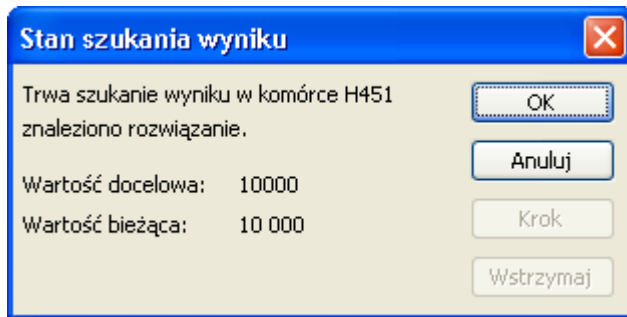 Stan szukania wyniku
Trwa szukanie wyniku w komórce H451
znaleziono rozwiązanie.
Wartość docelowa: 10000
Wartość bieżąca: 10 000
OK
Anuluj
Krok
Wstrzymaj